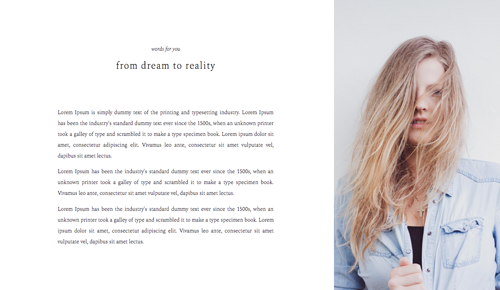 words for you
from dream to reality
Lorem Ipsum is simply dummy text of the printing and typesetting industry. Lorem Ipsum
has been the industry's standard dummy text ever since the 1500s, when an unknown printer
took a galley of type and scrambled it to make a type specimen book. Lorem ipsum dolor sit
amet, consectetur adipiscing elit. Vivamus leo ante, consectetur sit amet vulputate vel,
dapibus sit amet lectus.
Lorem Ipsum has been the industry's standard dummy text ever since the 1500s, when an
unknown printer took a galley of type and scrambled it to make a type specimen book.
Vivamus leo ante, consectetur sit amet vulputate vel, dapibus sit amet lectus.
Lorem Ipsum has been the industry's standard dummy text ever since the 1500s, when an
unknown printer took a galley of type and scrambled it to make a type specimen book. Lorem
ipsum dolor sit amet, consectetur adipiscing elit. Vivamus leo ante, consectetur sit amet
vulputate vel, dapibus sit amet lectus.